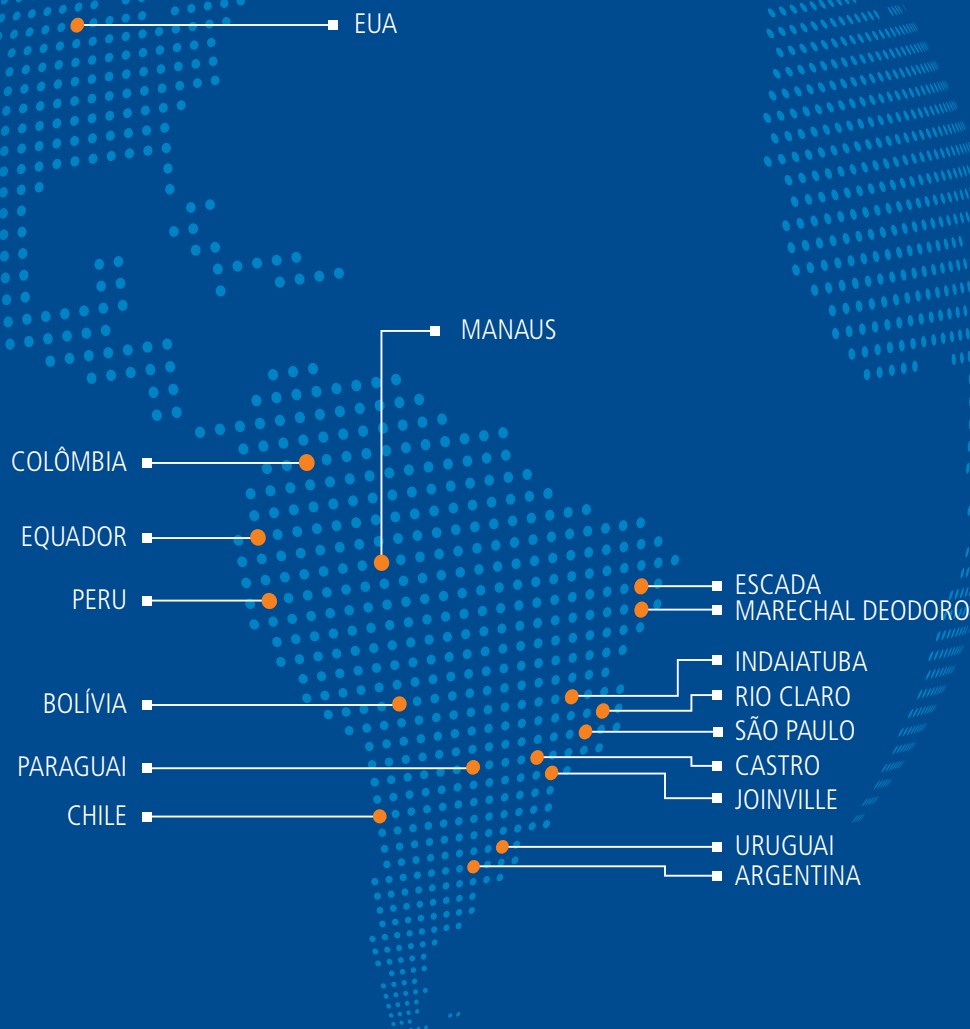 EUA
MANAUS
COLÔMBIA
EQUADOR
PERU
BOLÍVIA
PARAGUAI
CHILE
ESCADA
MARECHAL DEODORO
INDAIATUBA
RIO CLARO
SÃO PAULO
CASTRO
JOINVILLE
URUGUAI
ARGENTINA